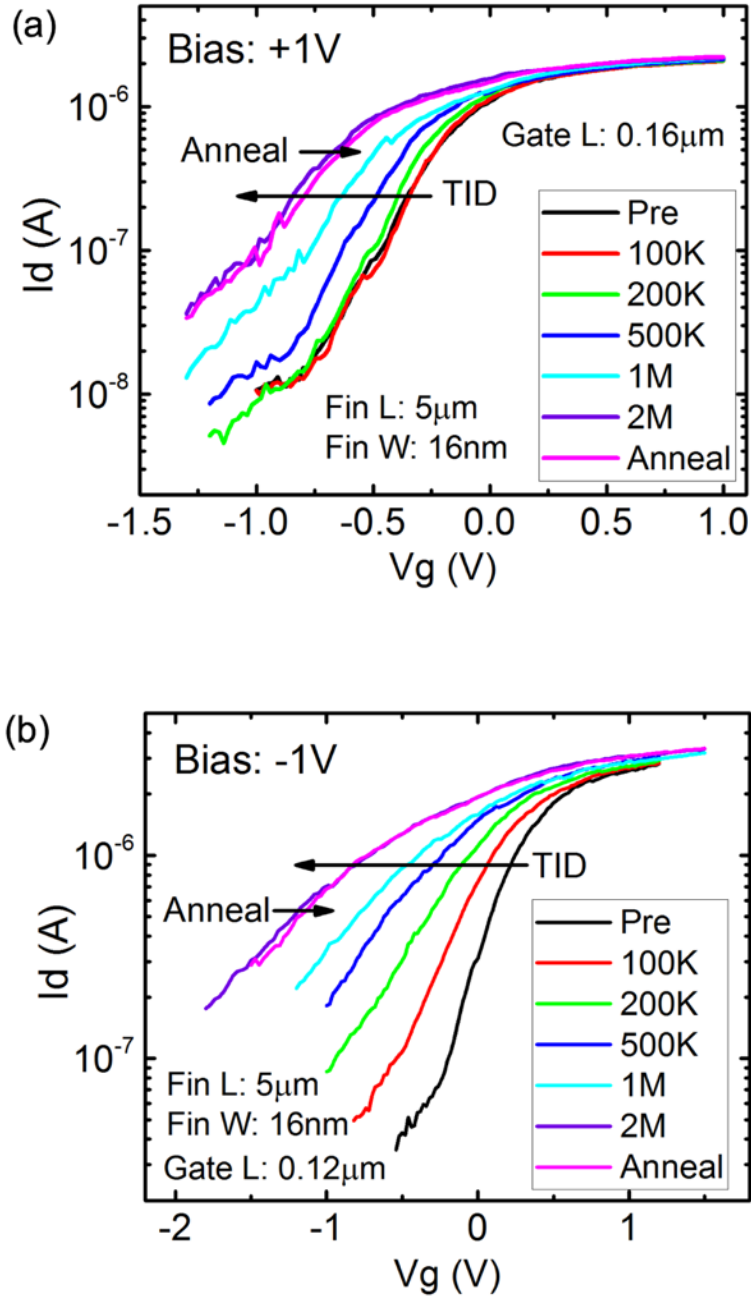 (a)
Bias: +1V
Gate L: 0.16μm
Anneal
TID
Pre
100K
200K
500K
1M
2M
Anneal
Fin L: 5μm
Fin W: 16nm
10⁻⁶
10⁻⁷
10⁻⁸
Id (A)
-1.5 -1.0 -0.5 0.0 0.5 1.0
Vg (V)
(b)
Bias: -1V
TID
Anneal
Pre
100K
200K
500K
1M
2M
Anneal
Fin L: 5μm
Fin W: 16nm
Gate L: 0.12μm
10⁻⁶
10⁻⁷
Id (A)
-2 -1 0 1
Vg (V)